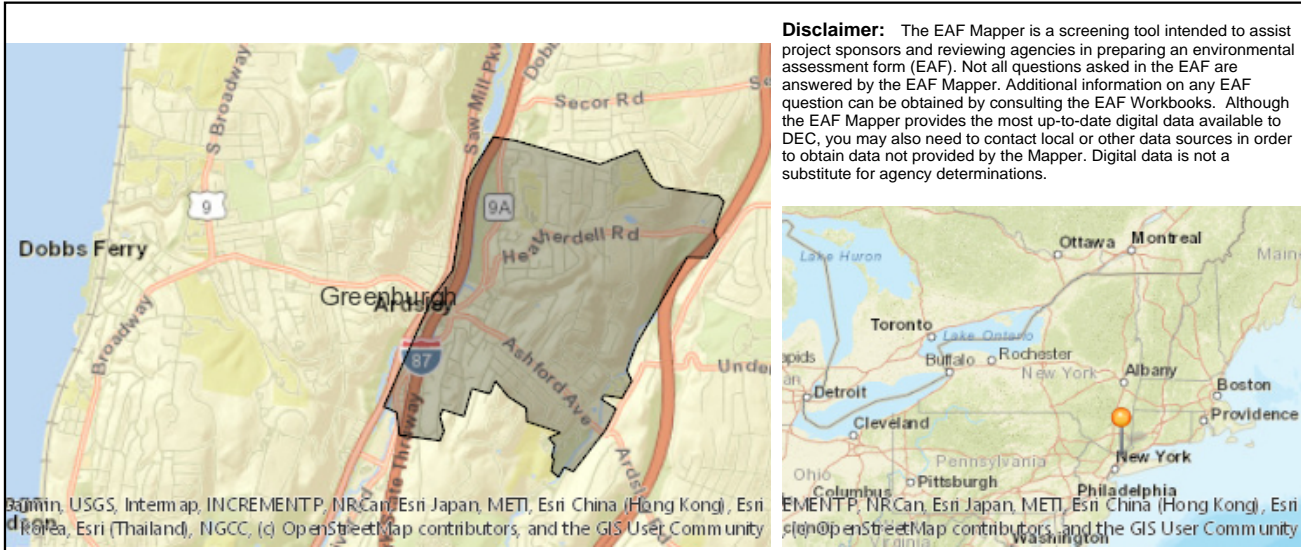 Disclaimer: The EAF Mapper is a screening tool intended to assist
project sponsors and reviewing agencies in preparing an environmental
assessment form (EAF). Not all questions asked in the EAF are
answered by the EAF Mapper. Additional information on any EAF
question can be obtained by consulting the EAF Workbooks. Although
the EAF Mapper provides the most up-to-date digital data available to
DEC, you may also need to contact local or other data sources in order
to obtain data not provided by the Mapper. Digital data is not a
substitute for agency determinations.
S Broadway
Saw Mill Pkwy
Dobbs
Secor Rd
9
9A
Heatherdell Rd
Dobbs Ferry
Greenburgh
Ardsley
Broadway
87
Ashford Ave
Thruway
USGS, Intermap, INCREMENT P, NRCan, Esri Japan, METI, Esri China (Hong Kong), Esri
Korea, Esri (Thailand), NGCC, (c) OpenStreetMap contributors, and the GIS User Community
Ottawa
Montreal
Lake Huron
Toronto
Lake Ontario
Buffalo
Rochester
New York
Albany
Detroit
Boston
Providence
Cleveland
New York
Pennsylvania
Ohio
Pittsburgh
Columbus
Philadelphia
EMENT P, NRCan, Esri Japan, METI, Esri China (Hong Kong), Esri
OpenStreetMap contributors, and the GIS User Community
Virginia
Washington